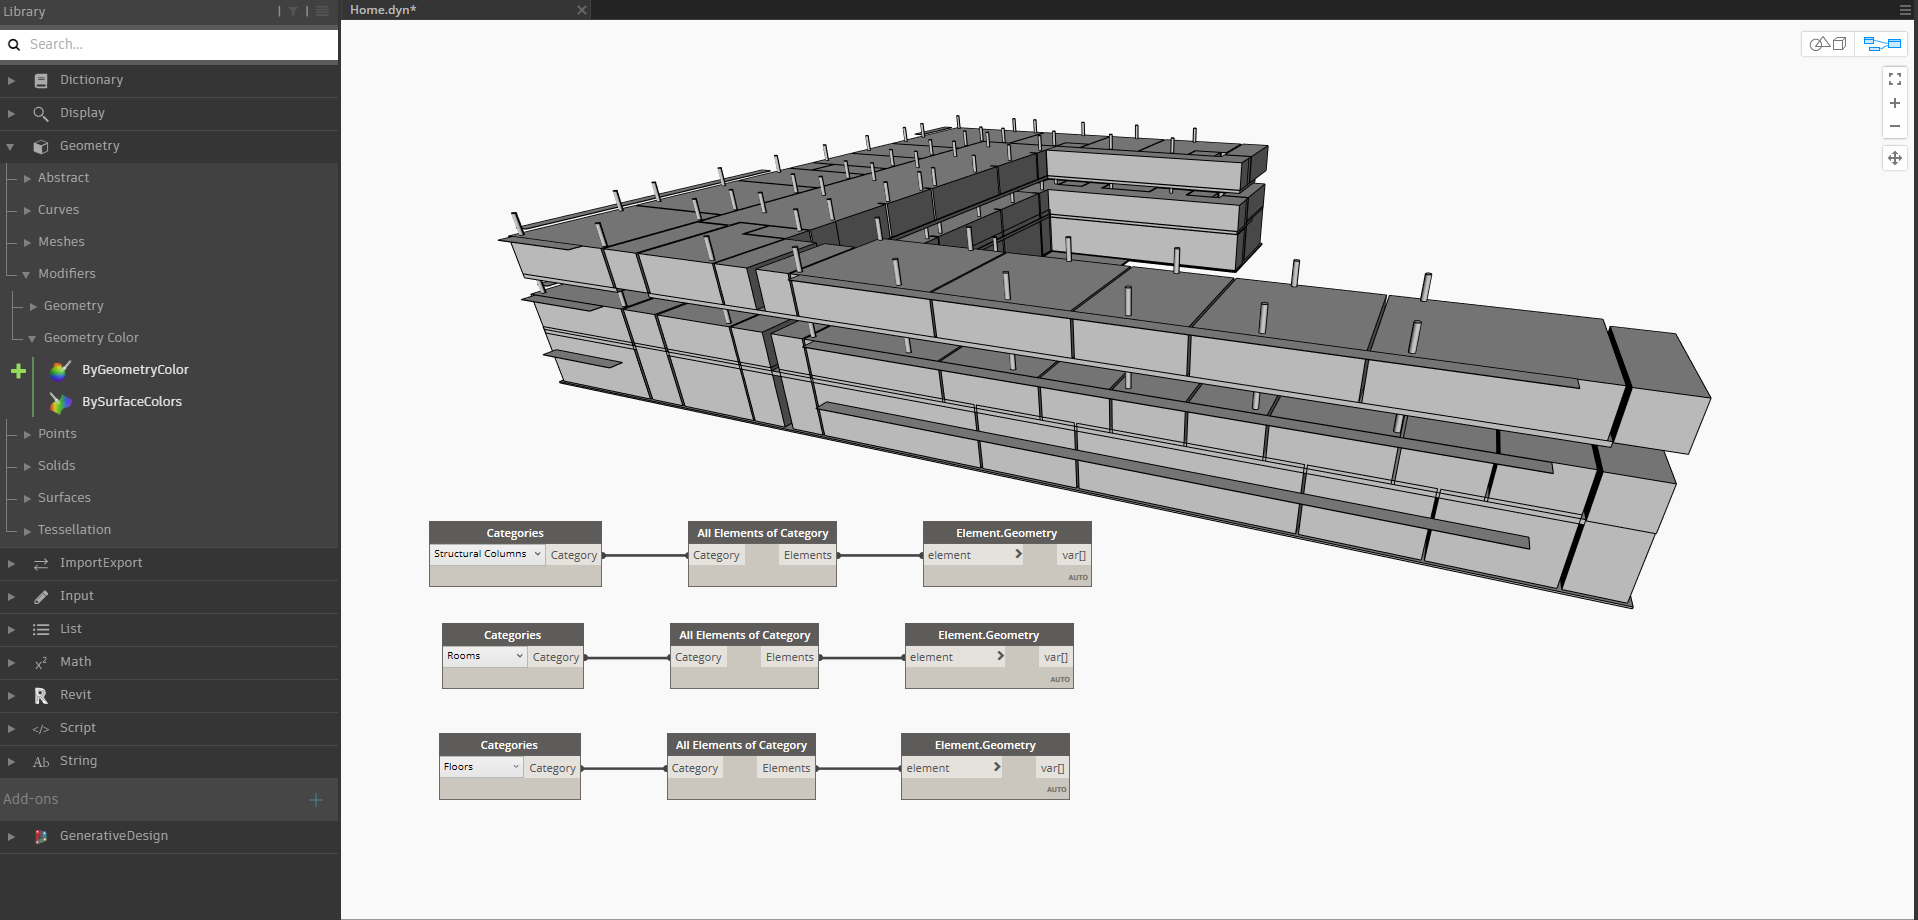 Library
Home.dyn*
Search...
Dictionary
Display
Geometry
Abstract
Curves
Meshes
Modifiers
Geometry
Geometry Color
ByGeometryColor
BySurfaceColors
Points
Solids
Surfaces
Tessellation
ImportExport
Input
List
x² Math
R Revit
</> Script
Ab String
Add-ons
GenerativeDesign
Categories
Structural Columns
Category
All Elements of Category
Category
Elements
Element.Geometry
element
var[]
AUTO
Categories
Rooms
Category
All Elements of Category
Category
Elements
Element.Geometry
element
var[]
AUTO
Categories
Floors
Category
All Elements of Category
Category
Elements
Element.Geometry
element
var[]
AUTO